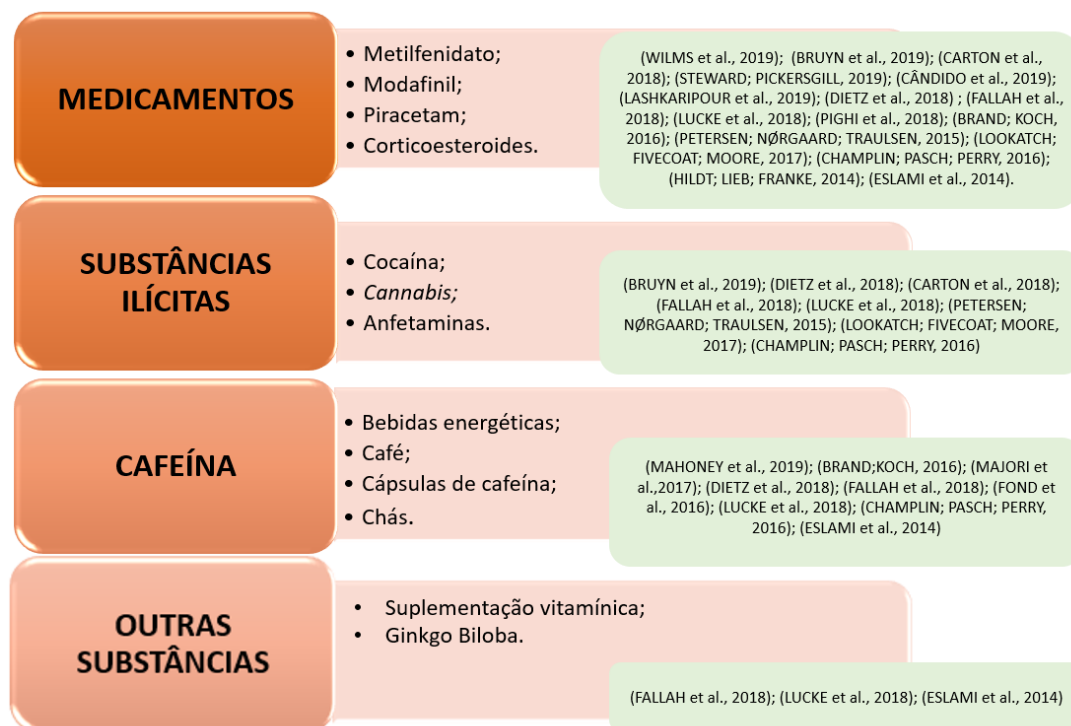 MEDICAMENTOS
• Metilfenidato;
• Modafinil;
• Piracetam;
• Corticoesteroides.
(WILMS et al., 2019); (BRUYN et al., 2019); (CARTON et al.,
2018); (STEWARD; PICKERSGILL, 2019); (CÂNDIDO et al., 2019);
(LASHKARIPOUR et al., 2019); (DIETZ et al., 2018) ; (FALLAH et al.,
2018); (LUCKE et al., 2018); (PIGHI et al., 2018); (BRAND; KOCH,
2016); (PETERSEN; NØRGAARD; TRAULSEN, 2015); (LOOKATCH;
FIVECOAT; MOORE, 2017); (CHAMPLIN; PASCH; PERRY, 2016);
(HILDT; LIEB; FRANKE, 2014); (ESLAMI et al., 2014).
SUBSTÂNCIAS
ILÍCITAS
• Cocaína;
• Cannabis;
• Anfetaminas.
(BRUYN et al., 2019); (DIETZ et al., 2018); (CARTON et al., 2018);
(FALLAH et al., 2018); (LUCKE et al., 2018); (PETERSEN;
NØRGAARD; TRAULSEN, 2015); (LOOKATCH; FIVECOAT; MOORE,
2017); (CHAMPLIN; PASCH; PERRY, 2016)
CAFEÍNA
• Bebidas energéticas;
• Café;
• Cápsulas de cafeína;
• Chás.
(MAHONEY et al., 2019); (BRAND;KOCH, 2016); (MAJORI et
al.,2017); (DIETZ et al., 2018); (FALLAH et al., 2018); (FOND et
al., 2016); (LUCKE et al., 2018); (CHAMPLIN; PASCH; PERRY,
2016); (ESLAMI et al., 2014)
OUTRAS
SUBSTÂNCIAS
• Suplementação vitamínica;
• Ginkgo Biloba.
(FALLAH et al., 2018); (LUCKE et al., 2018); (ESLAMI et al., 2014)